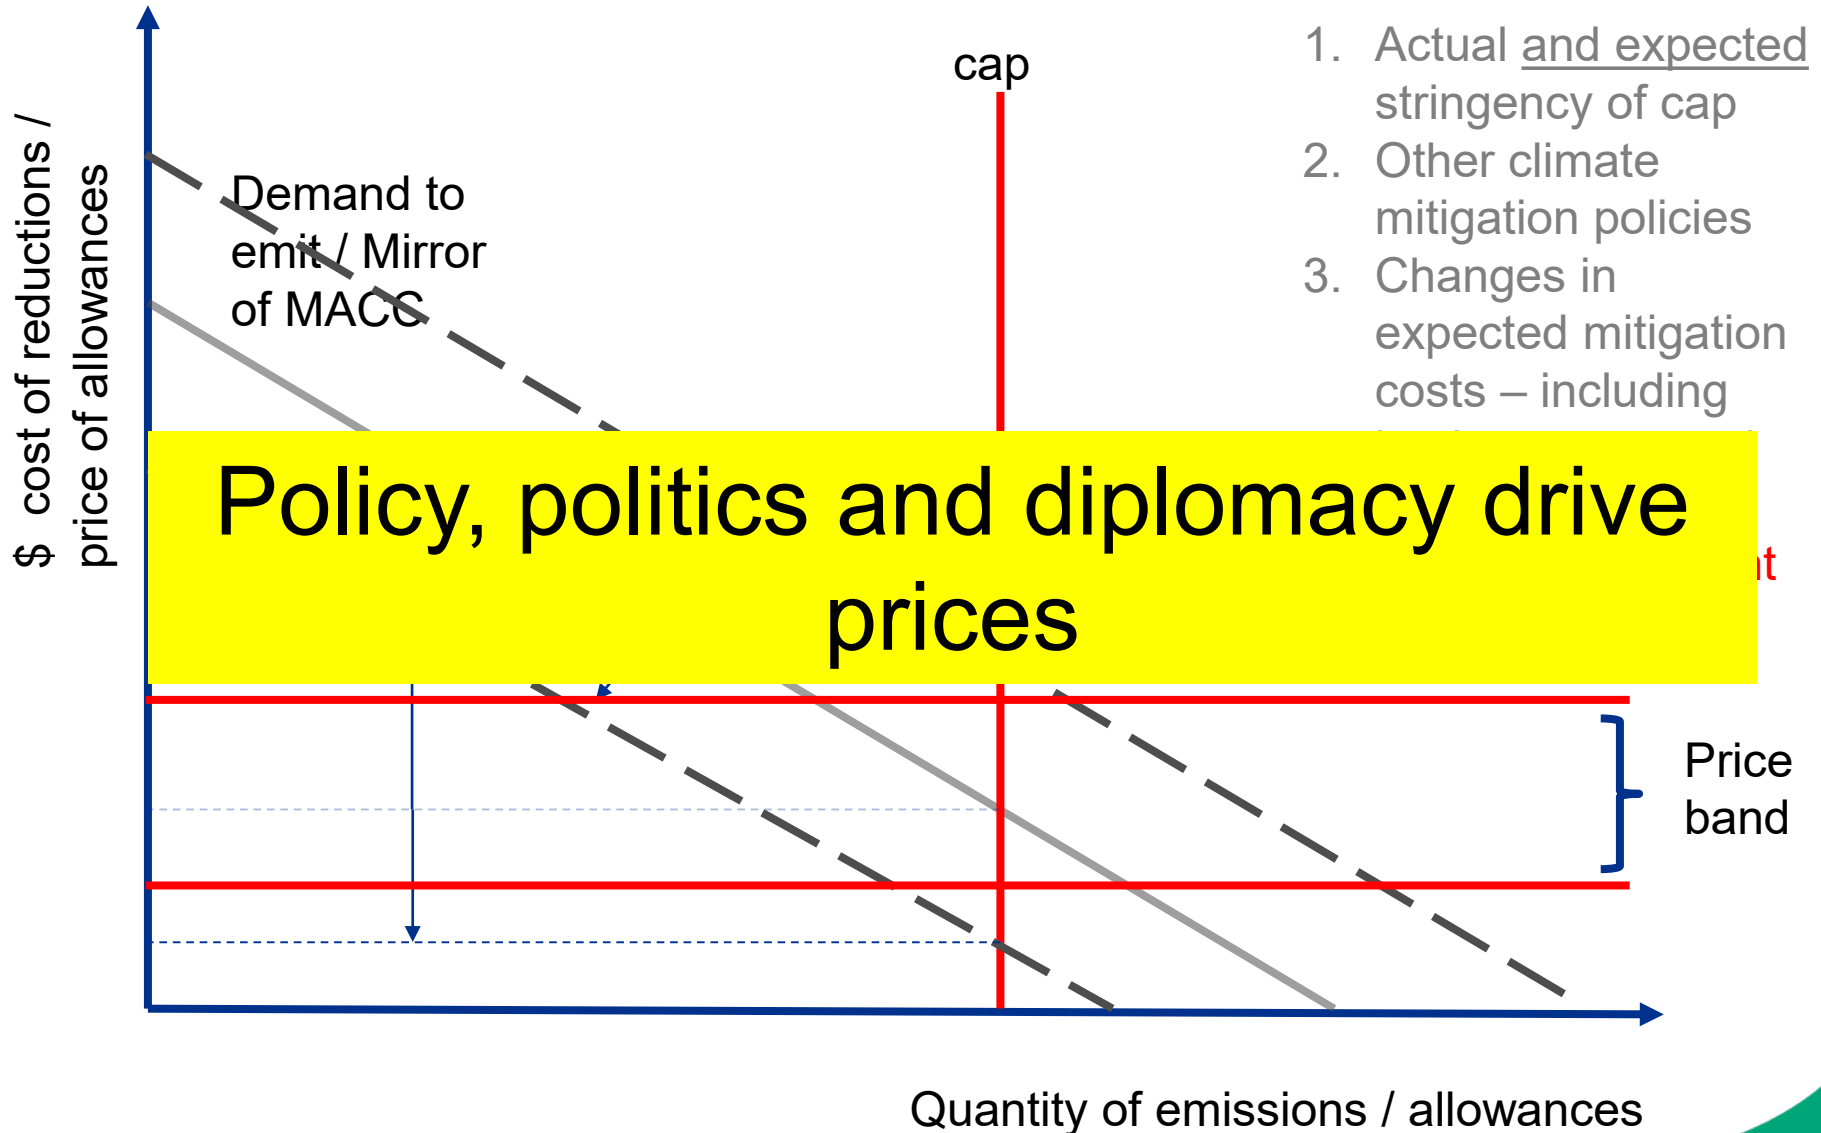 cap
1. Actual and expected
stringency of cap
2. Other climate
mitigation policies
3. Changes in
expected mitigation
costs – including
$ cost of reductions /
price of allowances
Demand to
emit / Mirror
of MACC
Policy, politics and diplomacy drive
prices
Price
band
Quantity of emissions / allowances